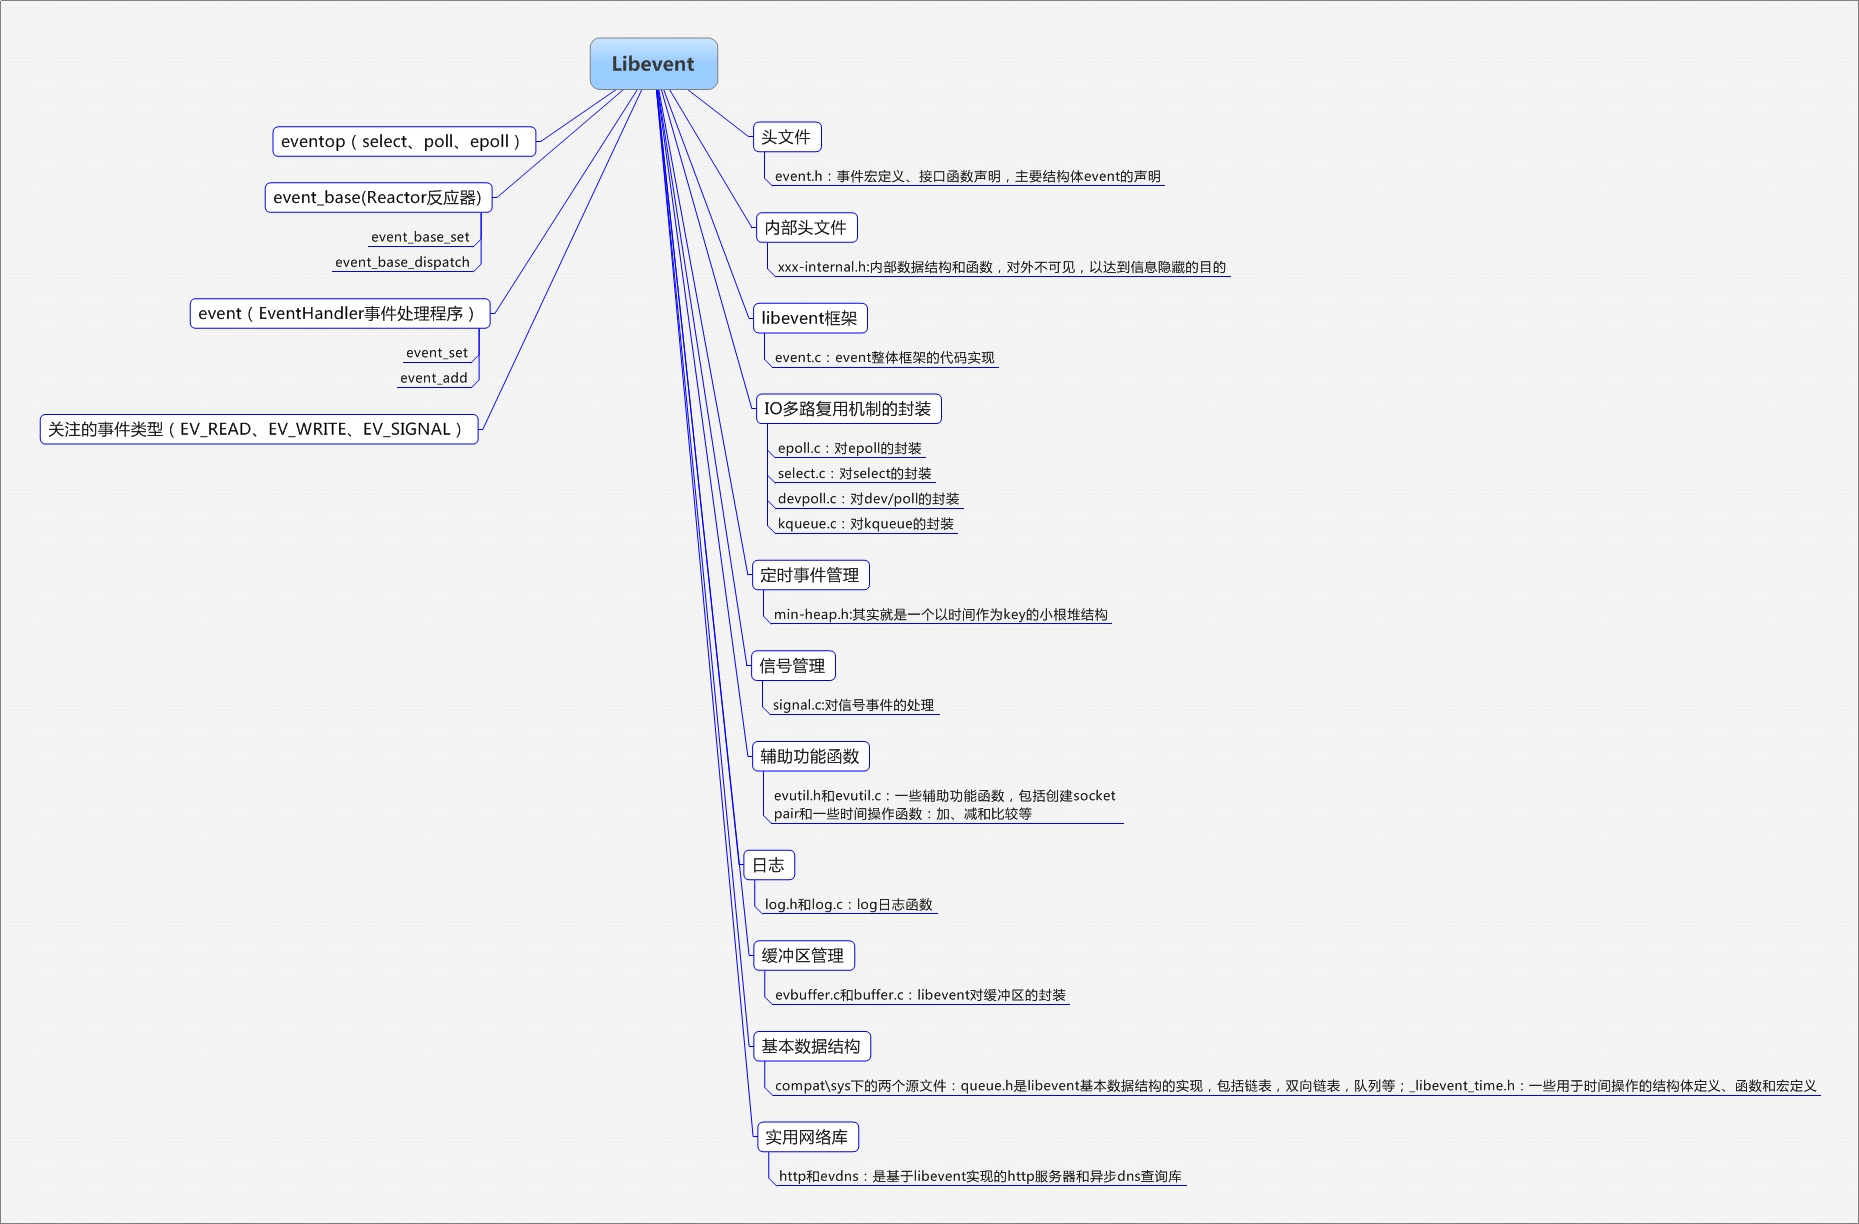 Libevent
eventop（select、poll、epoll）
event_base(Reactor反应器)
event_base_set
event_base_dispatch
event（EventHandler事件处理程序）
event_set
event_add
关注的事件类型（EV_READ、EV_WRITE、EV_SIGNAL）
头文件
event.h：事件宏定义、接口函数声明，主要结构体event的声明
内部头文件
xxx-internal.h:内部数据结构和函数，对外不可见，以达到信息隐藏的目的
libevent框架
event.c：event整体框架的代码实现
IO多路复用机制的封装
epoll.c：对epoll的封装
select.c：对select的封装
devpoll.c：对dev/poll的封装
kqueue.c：对kqueue的封装
定时事件管理
min-heap.h:其实就是一个以时间作为key的小根堆结构
信号管理
signal.c:对信号事件的处理
辅助功能函数
evutil.h和evutil.c：一些辅助功能函数，包括创建socket
pair和一些时间操作函数：加、减和比较等
日志
log.h和log.c：log日志函数
缓冲区管理
evbuffer.c和buffer.c：libevent对缓冲区的封装
基本数据结构
compat\sys下的两个源文件：queue.h是libevent基本数据结构的实现，包括链表，双向链表，队列等；_libevent_time.h：一些用于时间操作的结构体定义、函数和宏定义
实用网络库
http和evdns：是基于libevent实现的http服务器和异步dns查询库